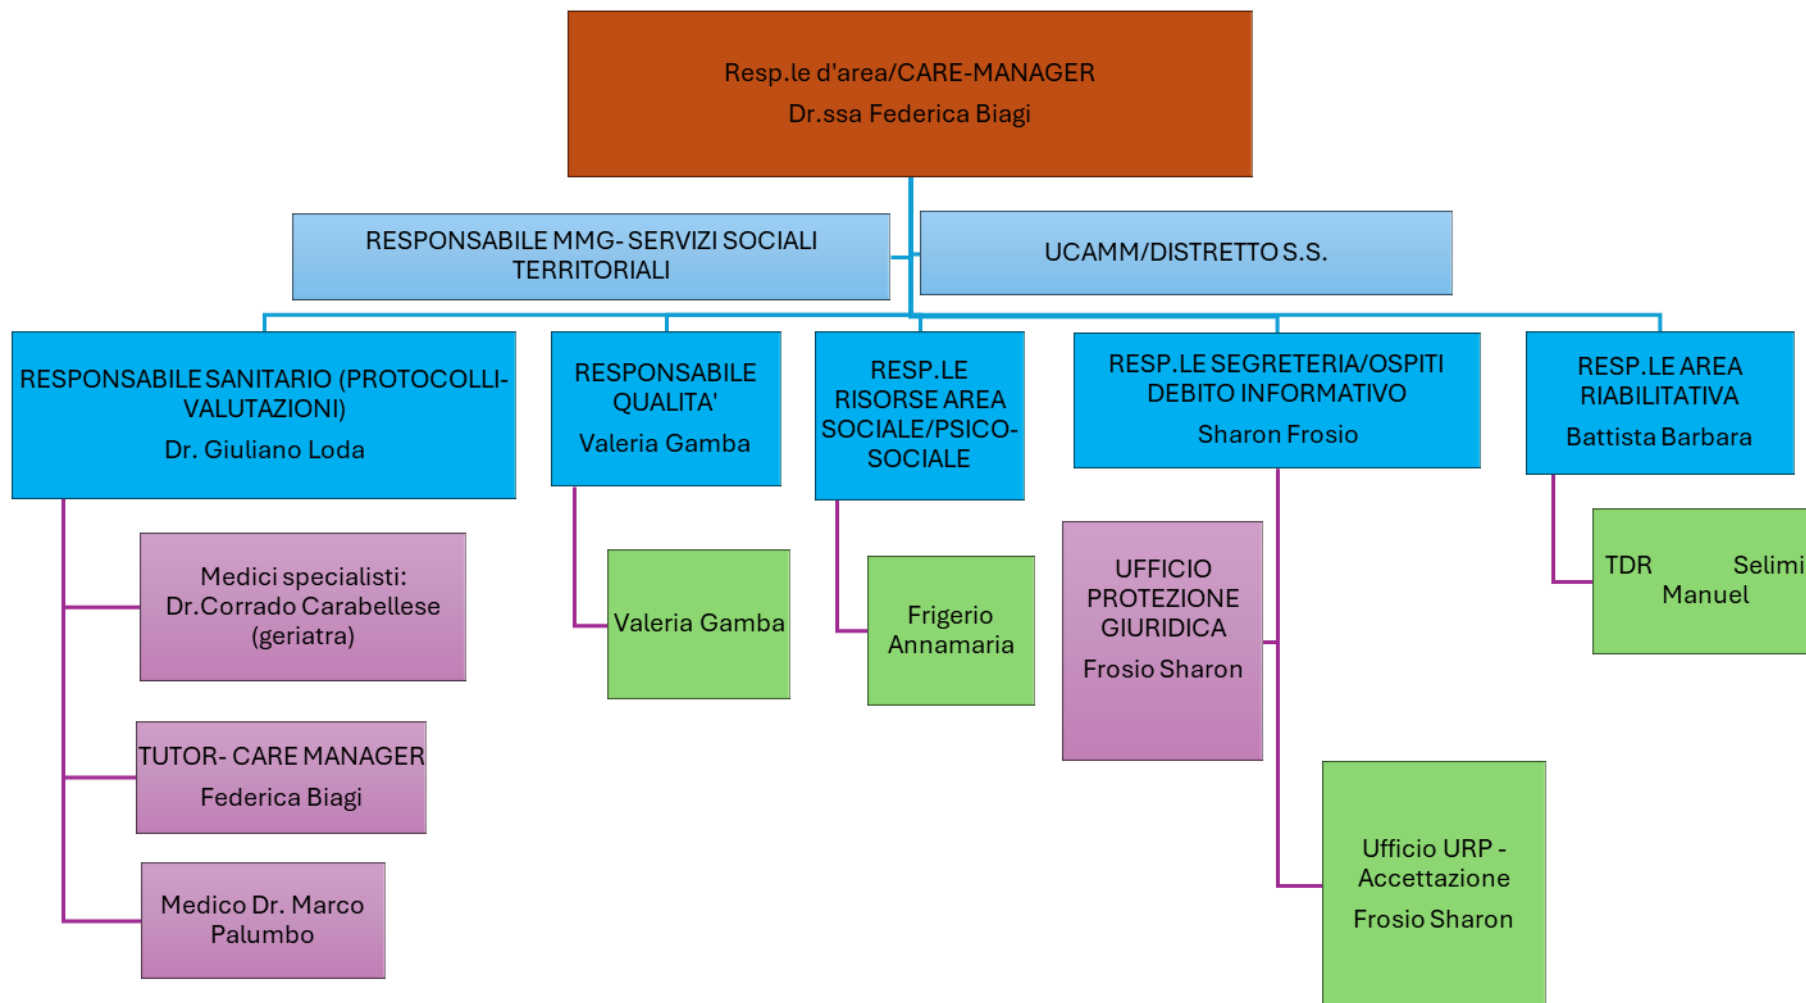 Resp.le d'area/CARE-MANAGER
Dr.ssa Federica Biagi
RESPONSABILE MMG- SERVIZI SOCIALI
TERRITORIALI
UCAMM/DISTRETTO S.S.
RESPONSABILE SANITARIO (PROTOCOLLI-
VALUTAZIONI)
Dr. Giuliano Loda
RESPONSABILE
QUALITA'
Valeria Gamba
RESP.LE
RISORSE AREA
SOCIALE/PSICO-
SOCIALE
RESP.LE SEGRETERIA/OSPITI
DEBITO INFORMATIVO
Sharon Frosio
RESP.LE AREA
RIABILITATIVA
Battista Barbara
Medici specialisti:
Dr.Corrado Carabellese
(geriatra)
TUTOR- CARE MANAGER
Federica Biagi
Medico Dr. Marco
Palumbo
Valeria Gamba
Frigerio
Annamaria
UFFICIO
PROTEZIONE
GIURIDICA
Frosio Sharon
Ufficio URP -
Accettazione
Frosio Sharon
TDR Selimi
Manuel